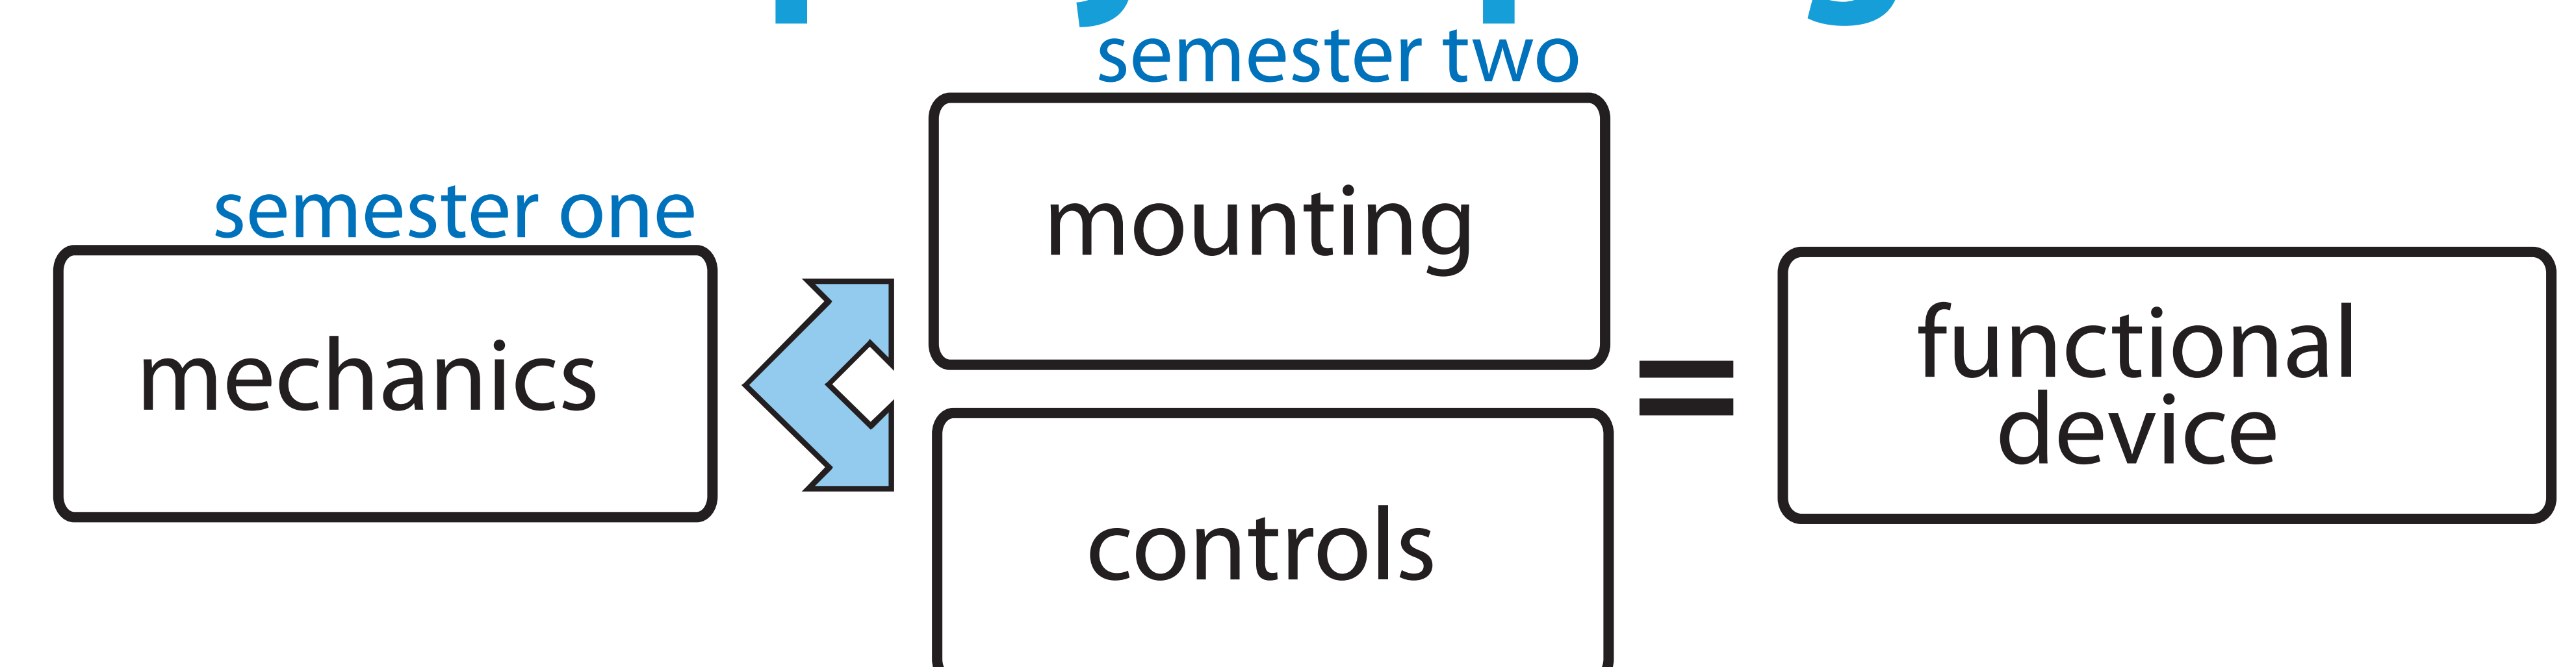 semester two
semester one
mounting
mechanics
=
functional
device
controls